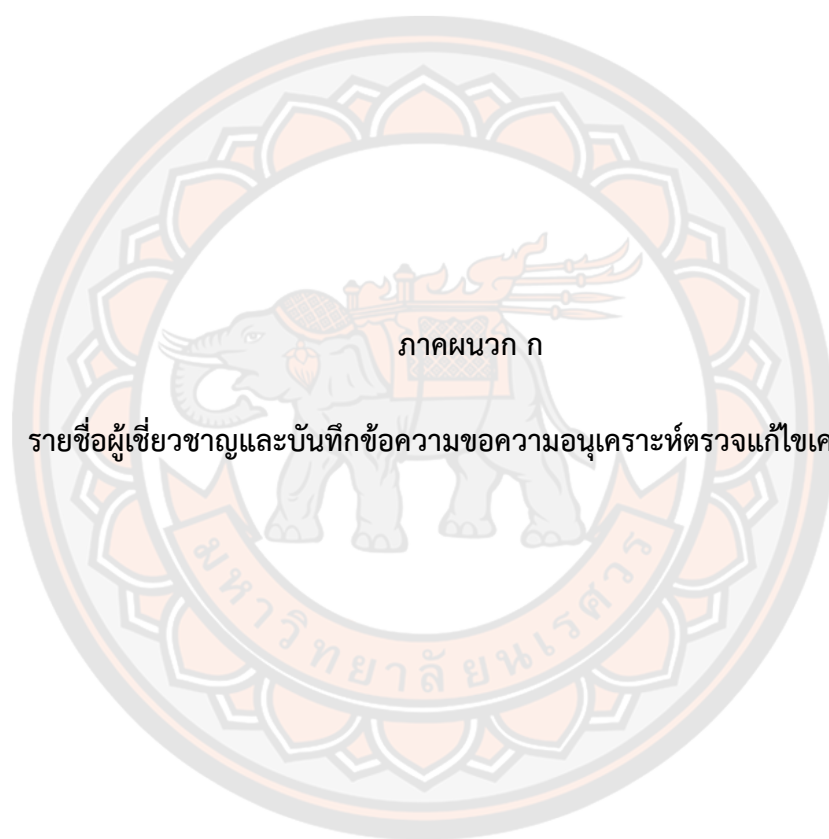 ภาคผนวก ก
รายชื่อผู้เชี่ยวชาญและบันทึกข้อความขอความอนุเคราะห์ตรวจแก้ไขเค
มหาวิทยาลัยนเรศวร